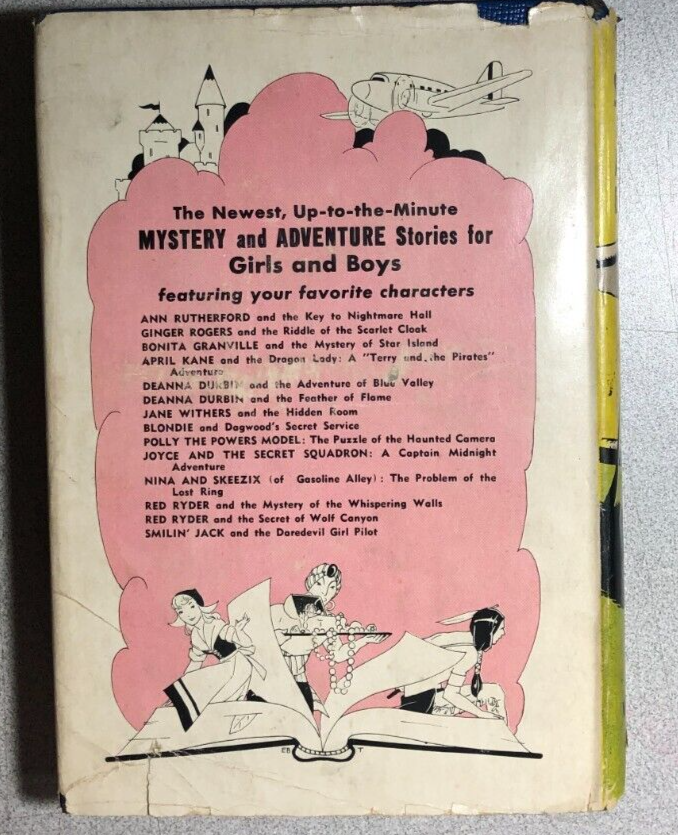 The Newest, Up-to-the-Minute
MYSTERY and ADVENTURE Stories for
Girls and Boys
featuring your favorite characters
ANN RUTHERFORD and the Key to Nightmare Hall
GINGER ROGERS and the Riddle of the Scarlet Cloak
BONITA GRANVILLE and the Mystery of Star Island
APRIL KANE and the Dragon Lady: A "Terry and the Pirates"
Adventure
DEANNA DURBIN and the Adventure of Blue Valley
DEANNA DURBIN and the Feather of Flame
JANE WITHERS and the Hidden Room
BLONDIE and Dagwood's Secret Service
POLLY THE POWERS MODEL: The Puzzle of the Haunted Camera
JOYCE AND THE SECRET SQUADRON: A Captain Midnight
Adventure
NINA AND SKEEZIX (of Gasoline Alley): The Problem of the
Lost Ring
RED RYDER and the Mystery of the Whispering Walls
RED RYDER and the Secret of Wolf Canyon
SMILIN' JACK and the Daredevil Girl Pilot